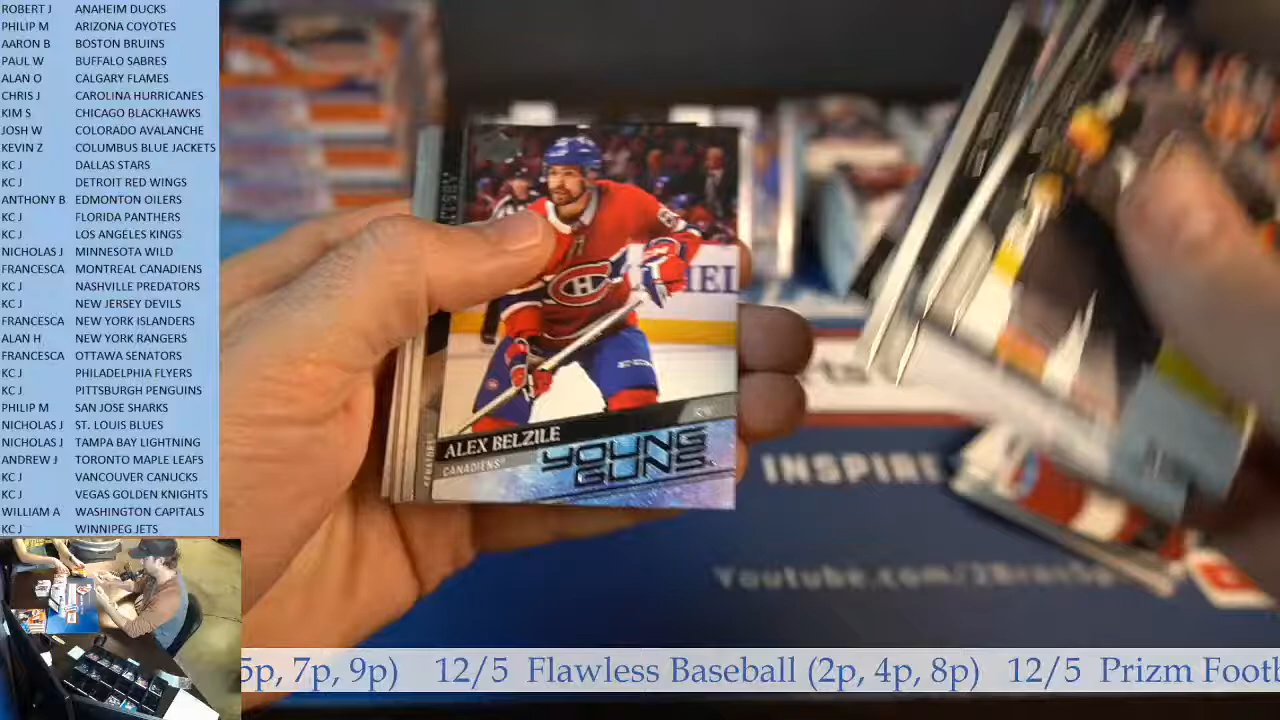 ROBERT J ANAHEIM DUCKS
PHILIP M ARIZONA COYOTES
AARON B BOSTON BRUINS
PAUL W BUFFALO SABRES
ALAN O CALGARY FLAMES
CHRIS J CAROLINA HURRICANES
KIM S CHICAGO BLACKHAWKS
JOSH W COLORADO AVALANCHE
KEVIN Z COLUMBUS BLUE JACKETS
KC J DALLAS STARS
KC J DETROIT RED WINGS
ANTHONY B EDMONTON OILERS
KC J FLORIDA PANTHERS
KC J LOS ANGELES KINGS
NICHOLAS J MINNESOTA WILD
FRANCESCA MONTREAL CANADIENS
KC J NASHVILLE PREDATORS
KC J NEW JERSEY DEVILS
FRANCESCA NEW YORK ISLANDERS
ALAN H NEW YORK RANGERS
FRANCESCA OTTAWA SENATORS
KC J PHILADELPHIA FLYERS
KC J PITTSBURGH PENGUINS
PHILIP M SAN JOSE SHARKS
NICHOLAS J ST. LOUIS BLUES
NICHOLAS J TAMPA BAY LIGHTNING
ANDREW J TORONTO MAPLE LEAFS
KC J VANCOUVER CANUCKS
KC J VEGAS GOLDEN KNIGHTS
WILLIAM A WASHINGTON CAPITALS
KC J WINNIPEG JETS
ALEX BELZILE
CANADIENS
YOUNG GUNS
SENATORS
INSPIRE
Youtube.com/
5p, 7p, 9p) 12/5 Flawless Baseball (2p, 4p, 8p) 12/5 Prizm Footb